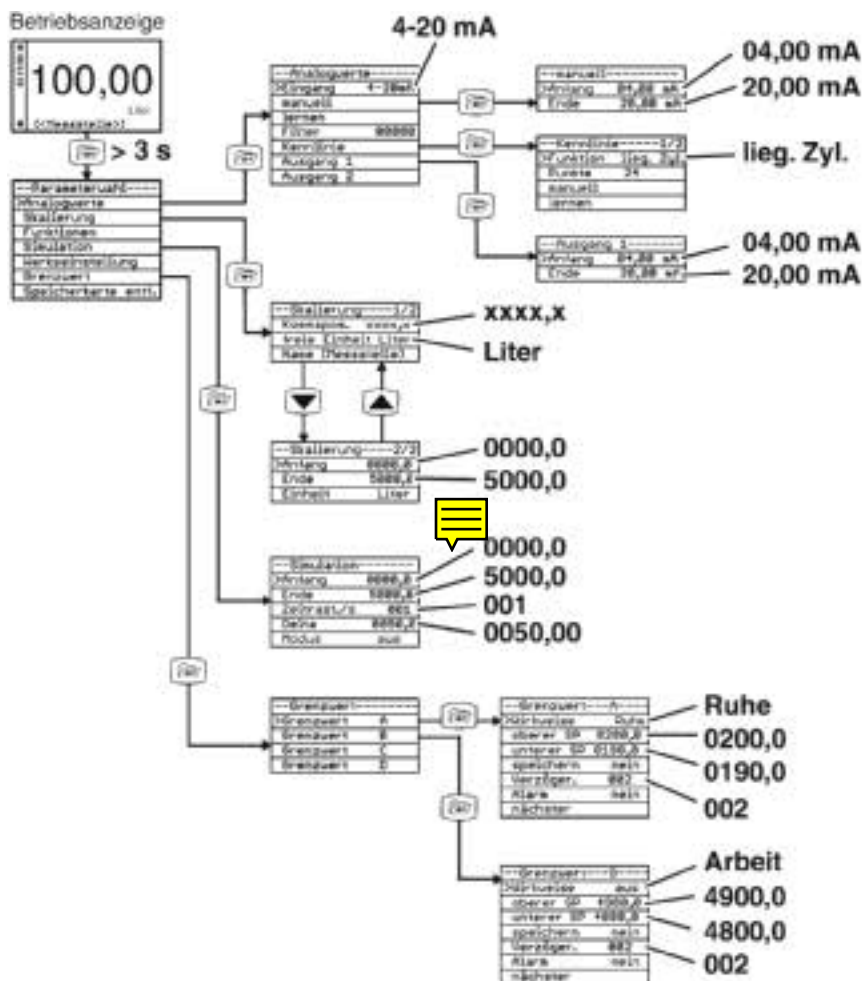 Betriebsanzeige
100,00
Liter
<<Messstelle>>
> 3 s
--Parameterwahl--
>Analogwerte
Skalierung
Funktionen
Simulation
Werkseinstellung
Grenzwert
Speicherkarte entf.
4-20 mA
--Analogwerte
>Eingang 4-20mA
manuell
lernen
Filter 00000
Kennlinie
Ausgang 1
Ausgang 2
--manuell------
>Anfang 04,00 mA
Ende 20,00 mA
04,00 mA
20,00 mA
--Kennlinie---1/2
>Funktion lieg. Zyl.
Punkte 24
manuell
lernen
lieg. Zyl.
--Ausgang 1------
>Anfang 04,00 mA
Ende 20,00 mA
04,00 mA
20,00 mA
--Skalierung----1/2
Kommapos. xxxx,x
freie Einheit Liter
Name (Messstelle)
xxxx,x
Liter
--Skalierung----2/2
>Anfang 0000,0
Ende 5000,0
Einheit Liter
0000,0
5000,0
--Simulation------
>Anfang 0000,0
Ende 5000,0
Zeitrast/s 001
Delta 0050,0
Modus aus
0000,0
5000,0
001
0050,00
--Grenzwert------
>Grenzwert A
Grenzwert B
Grenzwert C
Grenzwert D
--Grenzwert---A--
>Wirkweise Ruhe
oberer SP 0200,0
unterer SP 0190,0
speichern nein
Verzöger. 002
Alarm nein
nächster
Ruhe
0200,0
0190,0
002
--Grenzwert
>Wirkweise aus
oberer SP 4900,0
unterer SP 4800,0
speichern nein
Verzöger. 002
Alarm nein
nächster
Arbeit
4900,0
4800,0
002